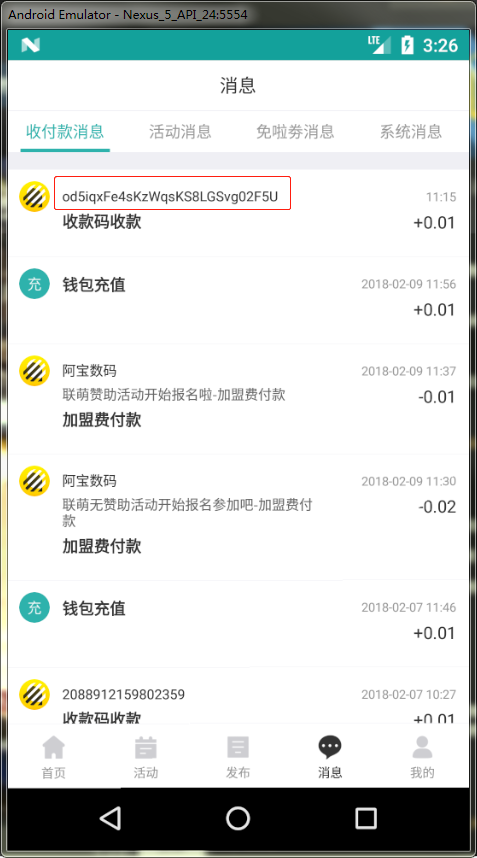 Android Emulator - Nexus_5_API_24:5554
LTE 3:26
消息
收付款消息 活动消息 免啦券消息 系统消息
od5iqxFe4sKzWqsKS8LGSvg02F5U 11:15
收款码收款 +0.01
充 钱包充值 2018-02-09 11:56
+0.01
阿宝数码 2018-02-09 11:37
联萌赞助活动开始报名啦-加盟费付款 -0.01
加盟费付款
阿宝数码 2018-02-09 11:30
联萌无赞助活动开始报名参加吧-加盟费付 -0.02
款
加盟费付款
充 钱包充值 2018-02-07 11:46
+0.01
2088912159802359 2018-02-07 10:27
收款码收款 +0.01
首页 活动 发布 消息 我的